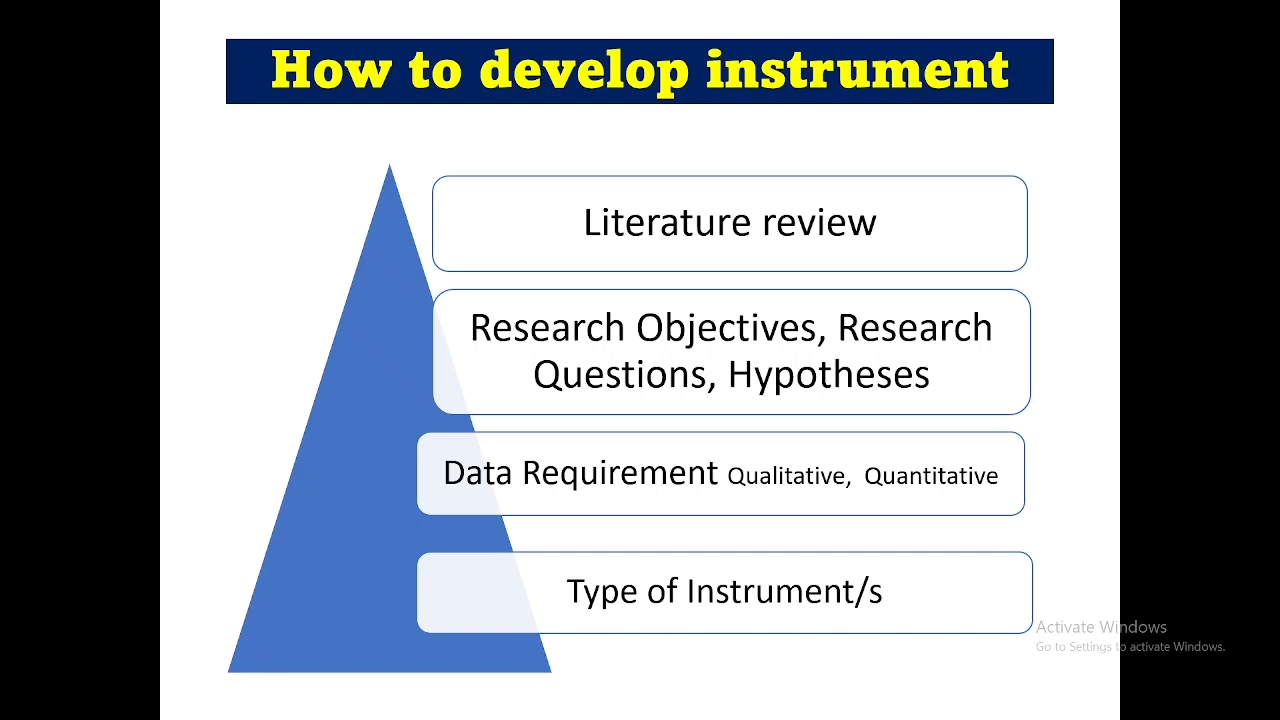 How to develop instrument
Literature review
Research Objectives, Research
Questions, Hypotheses
Data Requirement Qualitative, Quantitative
Type of Instrument/s
Activate Windows
Go to Settings to activate Windows.